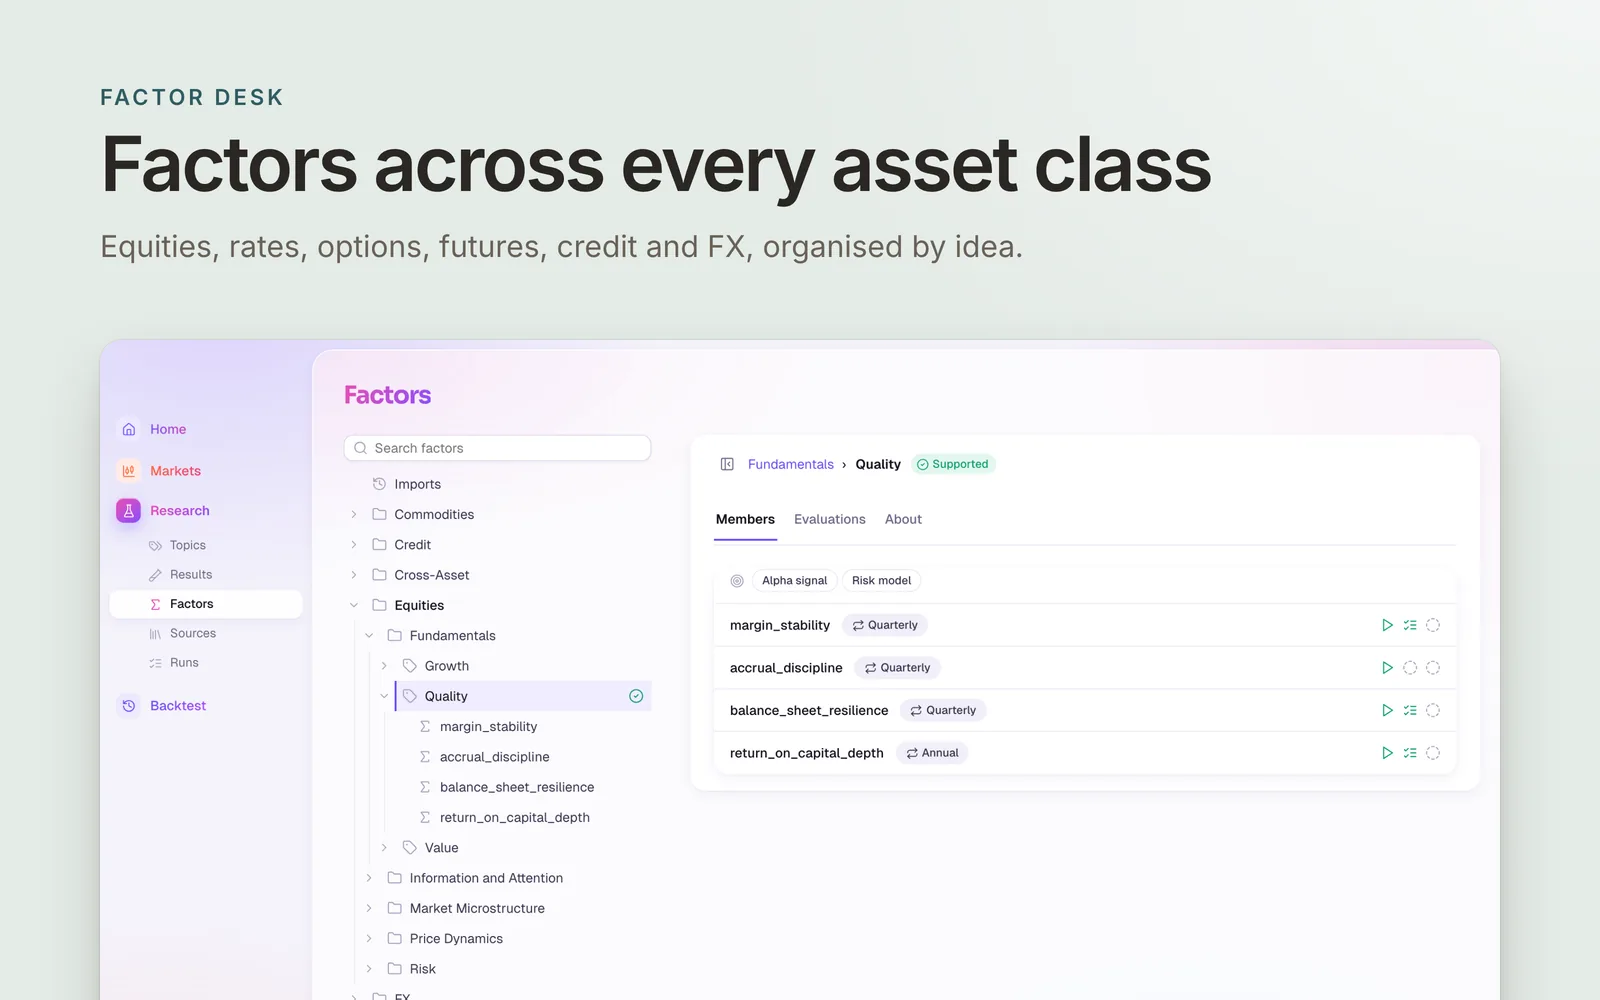 FACTOR DESK
Factors across every asset class
Equities, rates, options, futures, credit and FX, organised by idea.
Home
Markets
Research
Topics
Results
Factors
Sources
Runs
Backtest
Factors
Search factors
Imports
Commodities
Credit
Cross-Asset
Equities
Fundamentals
Growth
Quality
margin_stability
accrual_discipline
balance_sheet_resilience
return_on_capital_depth
Value
Information and Attention
Market Microstructure
Price Dynamics
Risk
FX
Fundamentals › Quality Supported
Members Evaluations About
Alpha signal Risk model
margin_stability Quarterly
accrual_discipline Quarterly
balance_sheet_resilience Quarterly
return_on_capital_depth Annual